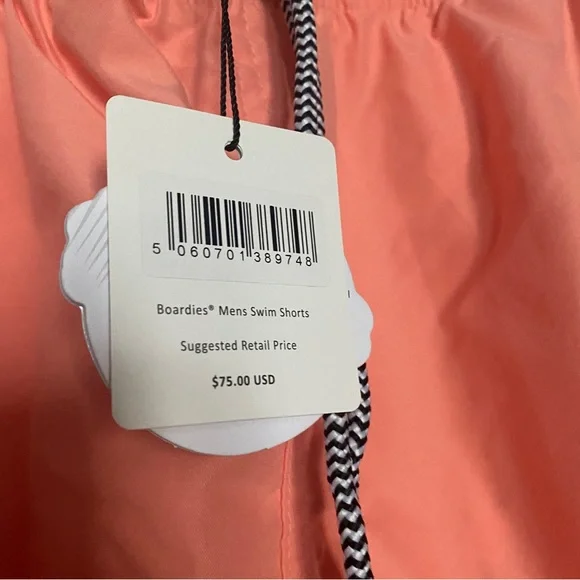 5 060701 389748
Boardies® Mens Swim Shorts
Suggested Retail Price
$75.00 USD